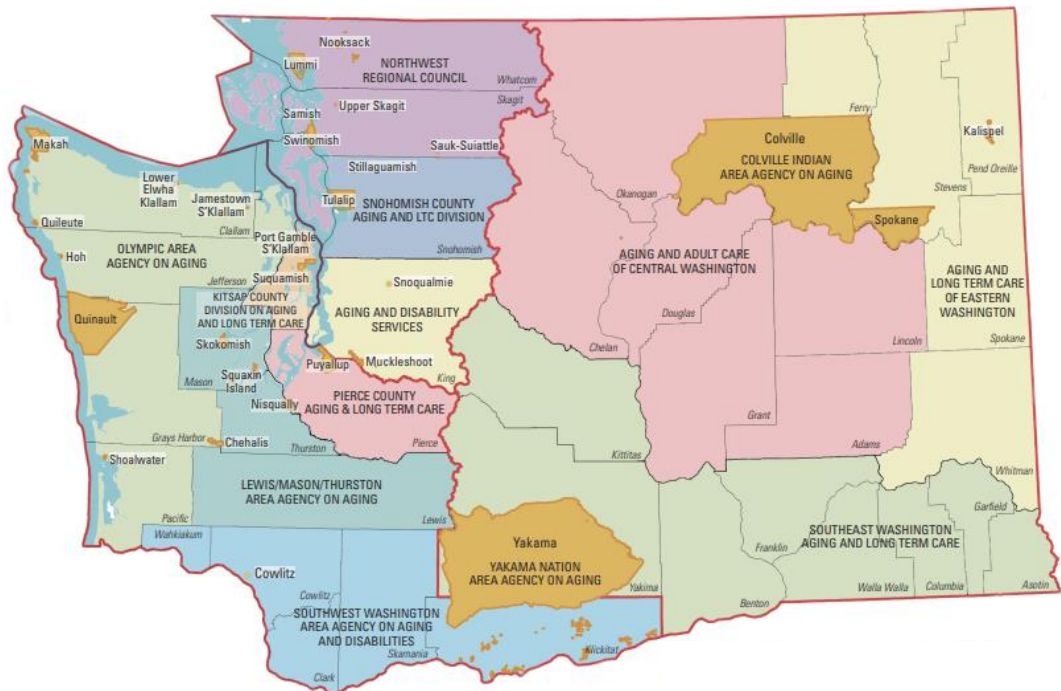 Nooksack
Lummi
NORTHWEST
REGIONAL COUNCIL
Whatcom
Skagit
Samish
Upper Skagit
Swinomish
Sauk-Suiattle
Makah
Lower
Elwha
Klallam
Jamestown
S'Klallam
Stillaguamish
Tulalip
SNOHOMISH COUNTY
AGING AND LTC DIVISION
Snohomish
Quileute
Clallam
Hoh
OLYMPIC AREA
AGENCY ON AGING
Jefferson
Port Gamble
S'Klallam
Suquamish
KITSAP COUNTY
DIVISION ON AGING
AND LONG TERM CARE
Snoqualmie
AGING AND DISABILITY
SERVICES
King
Quinault
Skokomish
Mason
Squaxin
Island
Puyallup
Muckleshoot
Nisqually
PIERCE COUNTY
AGING & LONG TERM CARE
Pierce
Grays Harbor
Chehalis
Thurston
Shoalwater
Pacific
LEWIS/MASON/THURSTON
AREA AGENCY ON AGING
Lewis
Wahkiakum
Cowlitz
Cowlitz
SOUTHWEST WASHINGTON
AREA AGENCY ON AGING
AND DISABILITIES
Skamania
Clark
Klickitat
Okanogan
Ferry
Colville
COLVILLE INDIAN
AREA AGENCY ON AGING
Kalispel
Pend Oreille
Stevens
Spokane
AGING AND ADULT CARE
OF CENTRAL WASHINGTON
Douglas
Chelan
Lincoln
Grant
Adams
AGING AND
LONG TERM CARE
OF EASTERN
WASHINGTON
Spokane
Whitman
Kittitas
Yakama
YAKAMA NATION
AREA AGENCY ON AGING
Yakima
Benton
Franklin
SOUTHEAST WASHINGTON
AGING AND LONG TERM CARE
Garfield
Walla Walla
Columbia
Asotin